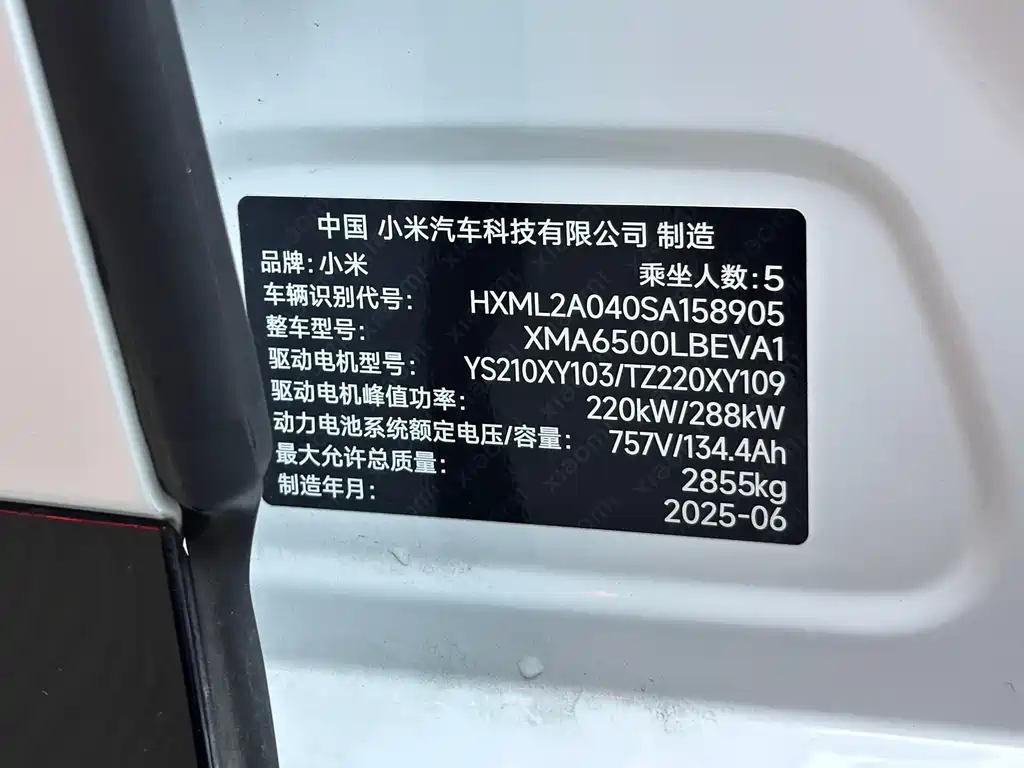 中国 小米汽车科技有限公司 制造
品牌:小米 乘坐人数:5
车辆识别代号: HXML2A040SA158905
整车型号: XMA6500LBEVA1
驱动电机型号: YS210XY103/TZ220XY109
驱动电机峰值功率: 220kW/288kW
动力电池系统额定电压/容量: 757V/134.4Ah
最大允许总质量: 2855kg
制造年月: 2025-06